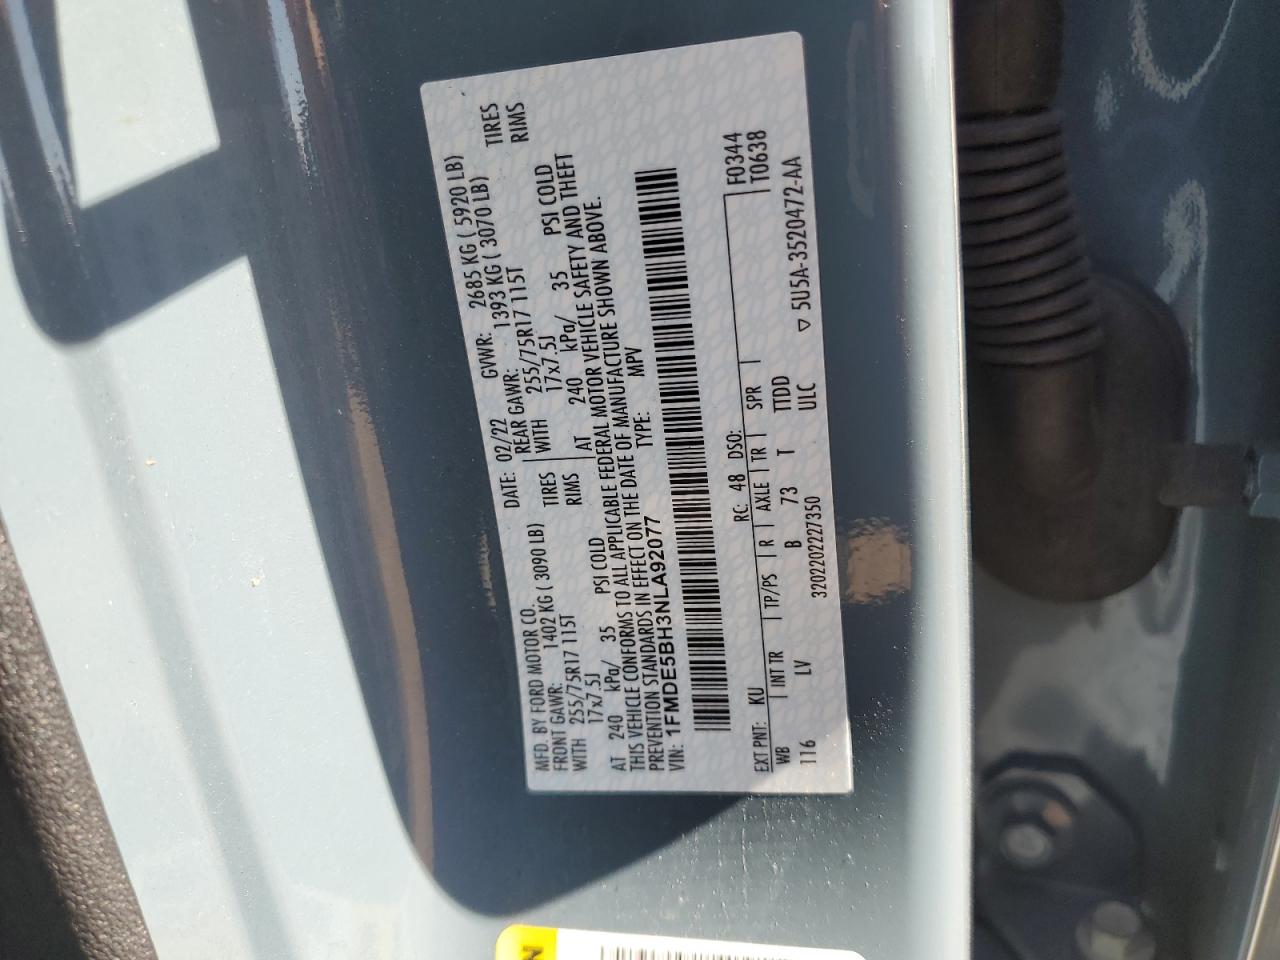 MFD. BY FORD MOTOR CO. DATE: 02/22 GVWR: 2685 KG ( 5920 LB)
FRONT GAWR: 1402 KG ( 3090 LB) REAR GAWR: 1393 KG ( 3070 LB)
WITH 255/75R17 115T TIRES WITH 255/75R17 115T TIRES
17x7.5J RIMS 17x7.5J RIMS
AT 240 kPa/ 35 PSI COLD AT 240 kPa/ 35 PSI COLD
THIS VEHICLE CONFORMS TO ALL APPLICABLE FEDERAL MOTOR VEHICLE SAFETY AND THEFT
PREVENTION STANDARDS IN EFFECT ON THE DATE OF MANUFACTURE SHOWN ABOVE.
VIN: 1FMDE5BH3NLA92077 TYPE: MPV
F0344
EXT PNT: KU RC: 48 DSO: T0638
WB INT TR TP/PS R AXLE TR SPR
116 LV B 73 T TTDD
ULC ▽ 5U5A-3520472-AA
320220222735​0